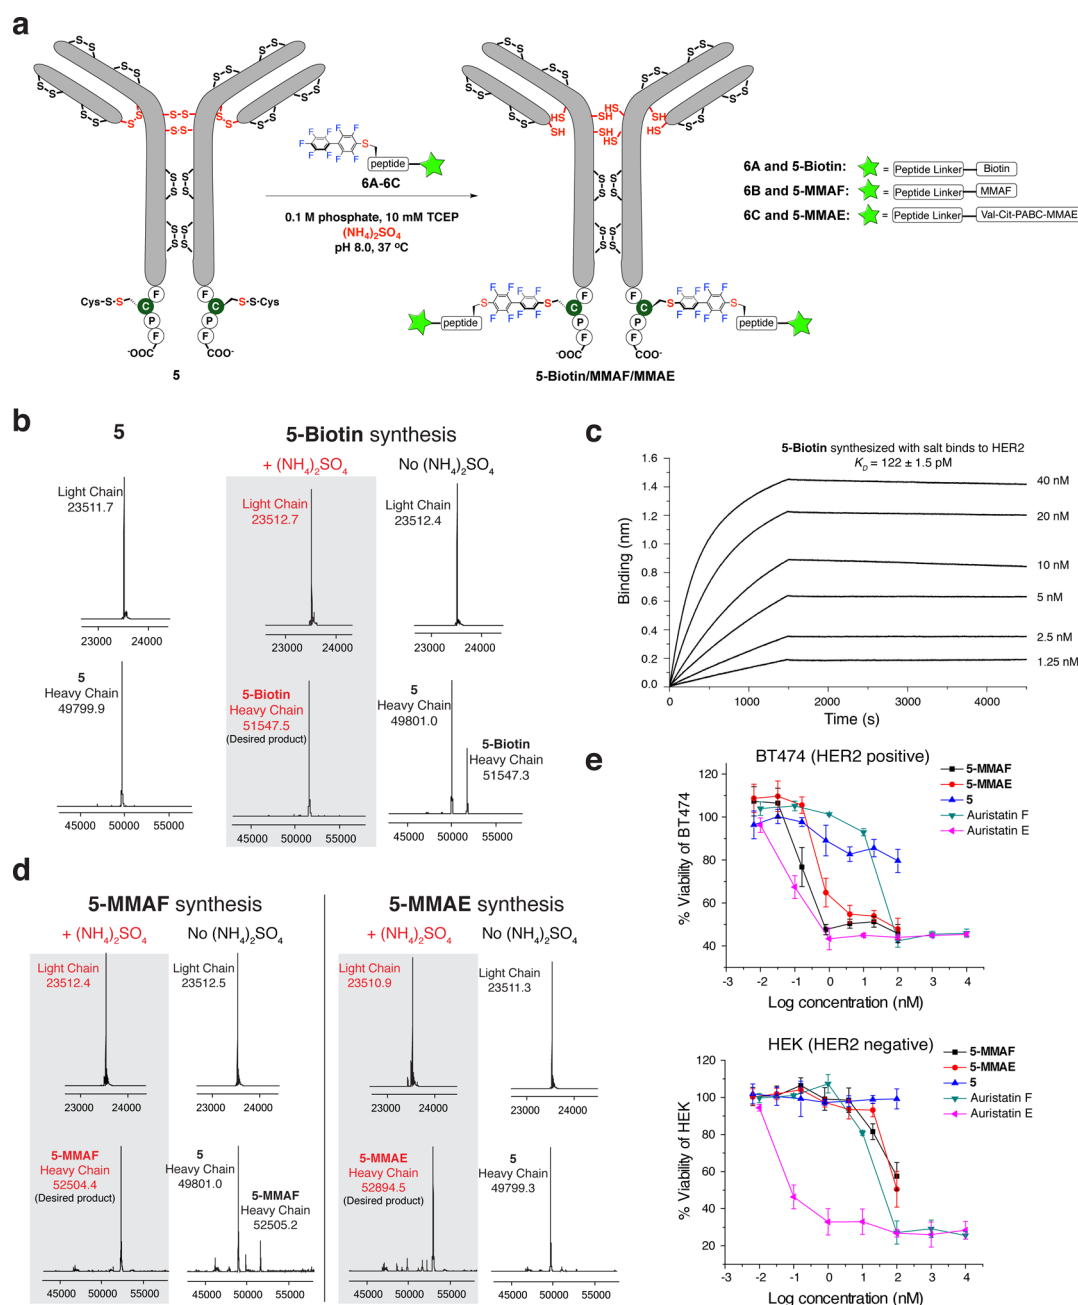 a
S-S
S-S
S-S
S-S
S-S
S-S
S-S
S-S
F F F F F F F F F
S
peptide
6A-6C
0.1 M phosphate, 10 mM TCEP
(NH4)2SO4
pH 8.0, 37 ºC
Cys-S-S
F
C
P
F
-OOC
F
C
P
F
COO-
S-S-Cys
5
HS
SH
HS
SH
SH
HS
SH
HS
peptide
S
F F F F
F F F F
S
F
C
P
F
-OOC
F
C
P
F
COO-
S
F F F F
F F F F
S
peptide
5-Biotin/MMAF/MMAE
6A and 5-Biotin: = Peptide Linker Biotin
6B and 5-MMAF: = Peptide Linker MMAF
6C and 5-MMAE: = Peptide Linker Val-Cit-PABC-MMAE
b
5
5-Biotin synthesis
+ (NH4)2SO4
No (NH4)2SO4
Light Chain
23511.7
23000 24000
Light Chain
23512.7
23000 24000
Light Chain
23512.4
23000 24000
5
Heavy Chain
49799.9
45000 50000 55000
5-Biotin
Heavy Chain
51547.5
(Desired product)
45000 50000 55000
5
Heavy Chain
49801.0
5-Biotin
Heavy Chain
51547.3
45000 50000 55000
c
5-Biotin synthesized with salt binds to HER2
KD = 122 ± 1.5 pM
Binding (nm)
1.6
1.4
1.2
1.0
0.8
0.6
0.4
0.2
0.0
0 1000 2000 3000 4000
Time (s)
40 nM
20 nM
10 nM
5 nM
2.5 nM
1.25 nM
d
5-MMAF synthesis
+ (NH4)2SO4
No (NH4)2SO4
Light Chain
23512.4
23000 24000
Light Chain
23512.5
23000 24000
5-MMAF
Heavy Chain
52504.4
(Desired product)
45000 50000 55000
5
Heavy Chain
49801.0
5-MMAF
Heavy Chain
52505.2
45000 50000 55000
5-MMAE synthesis
+ (NH4)2SO4
No (NH4)2SO4
Light Chain
23510.9
23000 24000
Light Chain
23511.3
23000 24000
5-MMAE
Heavy Chain
52894.5
(Desired product)
45000 50000 55000
5
Heavy Chain
49799.3
45000 50000 55000
e
BT474 (HER2 positive)
% Viability of BT474
120
100
80
60
40
-3 -2 -1 0 1 2 3 4
Log concentration (nM)
5-MMAF
5-MMAE
5
Auristatin F
Auristatin E
HEK (HER2 negative)
% Viability of HEK
120
100
80
60
40
20
-3 -2 -1 0 1 2 3 4
Log concentration (nM)
5-MMAF
5-MMAE
5
Auristatin F
Auristatin E